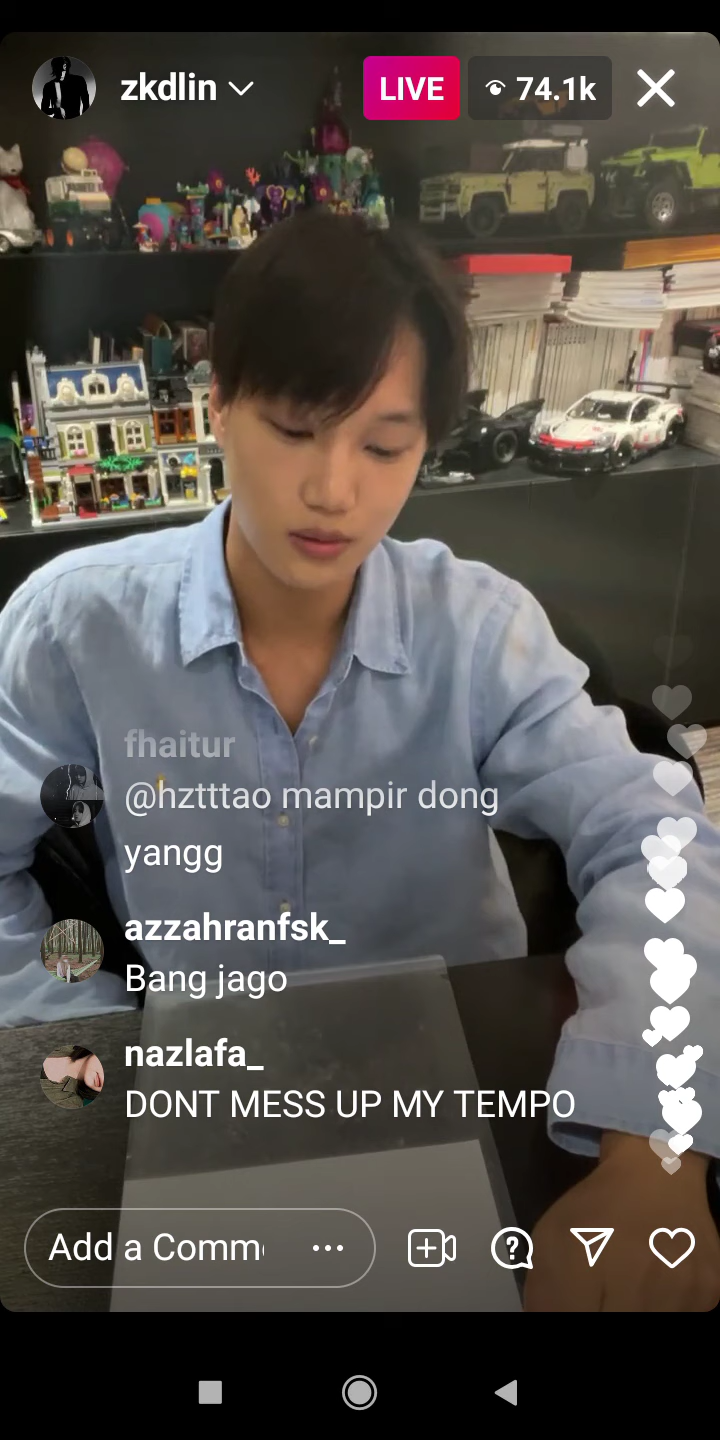 zkdlin
LIVE
74.1k
fhaitur
@hztttao mampir dong
yangg
azzahranfsk_
Bang jago
nazlafa_
DONT MESS UP MY TEMPO
Add a Comm